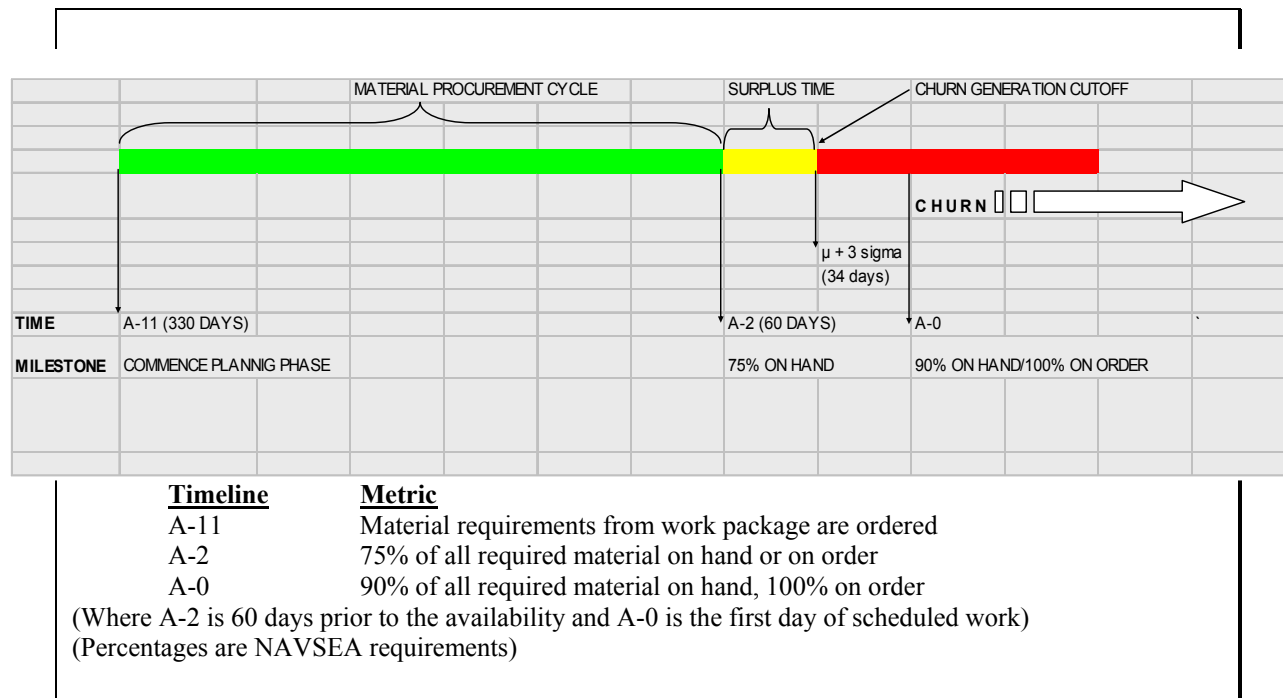 MATERIAL PROCUREMENT CYCLE SURPLUS TIME CHURN GENERATION CUTOFF
CHURN
µ + 3 sigma
(34 days)
TIME A-11 (330 DAYS) A-2 (60 DAYS) A-0 `
MILESTONE COMMENCE PLANNIG PHASE 75% ON HAND 90% ON HAND/100% ON ORDER
Timeline Metric
A-11 Material requirements from work package are ordered
A-2 75% of all required material on hand or on order
A-0 90% of all required material on hand, 100% on order
(Where A-2 is 60 days prior to the availability and A-0 is the first day of scheduled work)
(Percentages are NAVSEA requirements)